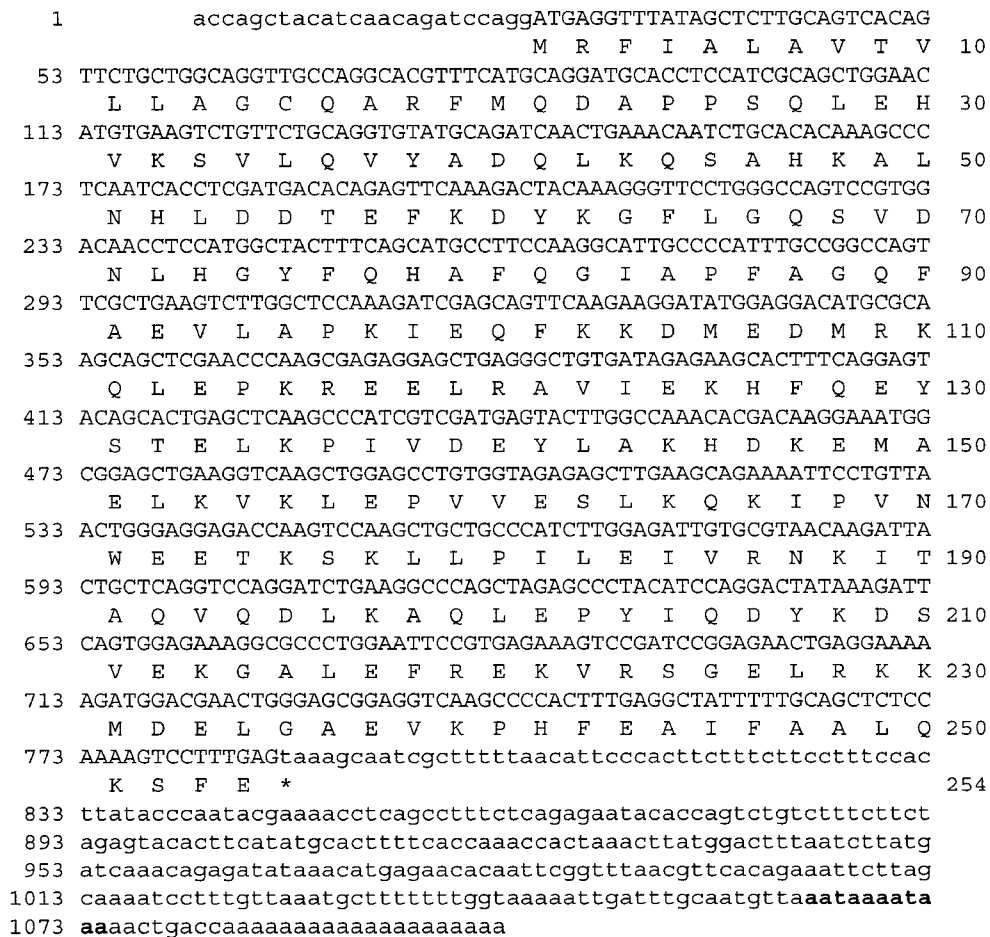 1 accagctacatcaacagatccaggATGAGGTTTATAGCTCTTGCAGTCACAG
M R F I A L A V T V 10
53 TTCTGCTGGCAGGTTGCCAGGCACGTTTCATGCAGGATGCACCTCCATCGCAGCTGGAAC
L L A G C Q A R F M Q D A P P S Q L E H 30
113 ATGTGAAGTCTGTTCTGCAGGTGTATGCAGATCAACTGAAACAATCTGCACACAAAGCCC
V K S V L Q V Y A D Q L K Q S A H K A L 50
173 TCAATCACCTCGATGACACAGAGTTCAAAGACTACAAAGGGTTCCTGGGCCAGTCCGTGG
N H L D D T E F K D Y K G F L G Q S V D 70
233 ACAACCTCCATGGCTACTTTCAGCATGCCTTCCAAGGCATTGCCCCATTTGCCGGCCAGT
N L H G Y F Q H A F Q G I A P F A G Q F 90
293 TCGCTGAAGTCTTGGCTCCAAAGATCGAGCAGTTCAAGAAGGATATGGAGGACATGCGCA
A E V L A P K I E Q F K K D M E D M R K 110
353 AGCAGCTCGAACCCAAGCGAGAGGAGCTGAGGGCTGTGATAGAGAAGCACTTTCAGGAGT
Q L E P K R E E L R A V I E K H F Q E Y 130
413 ACAGCACTGAGCTCAAGCCCATCGTCGATGAGTACTTGGCCAAACACGACAAGGAAATGG
S T E L K P I V D E Y L A K H D K E M A 150
473 CGGAGCTGAAGGTCAAGCTGGAGCCTGTGGTAGAGAGCTTGAAGCAGAAAATTCCTGTTA
E L K V K L E P V V E S L K Q K I P V N 170
533 ACTGGGAGGAGACCAAGTCCAAGCTGCTGCCCATCTTGGAGATTGTGCGTAACAAGATTA
W E E T K S K L L P I L E I V R N K I T 190
593 CTGCTCAGGTCCAGGATCTGAAGGCCCAGCTAGAGCCCTACATCCAGGACTATAAAGATT
A Q V Q D L K A Q L E P Y I Q D Y K D S 210
653 CAGTGGAGAAAGGCGCCCTGGAATTCCGTGAGAAAGTCCGATCCGGAGAACTGAGGAAAA
V E K G A L E F R E K V R S G E L R K K 230
713 AGATGGACGAACTGGGAGCGGAGGTCAAGCCCCACTTTGAGGCTATTTTTGCAGCTCTCC
M D E L G A E V K P H F E A I F A A L Q 250
773 AAAAGTCCTTTGAGtaaagcaatcgctttttaacattcccacttctttcttcctttccac
K S F E * 254
833 ttatacccaatacgaaaacctcagcctttctcagagaatacaccagtctgtctttcttct
893 agagtacacttcatatgcacttttcaccaaaccactaaacttatggactttaatcttatg
953 atcaaacagagatataaacatgagaacacaattcggtttaacgttcacagaaattcttag
1013 caaaatcctttgttaaatgcttttttttggtaaaaattgatttgcaatgttaaataaaata
1073 aaaactgaccaaaaaaaaaaaaaaaaaaaaa